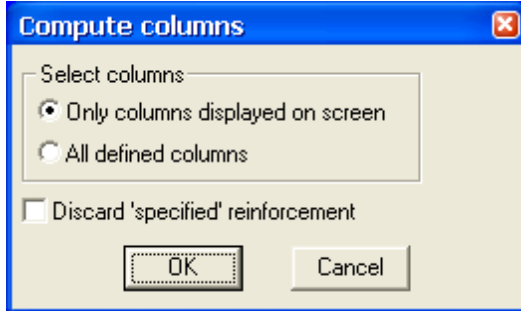 Compute columns
Select columns
Only columns displayed on screen
All defined columns
Discard 'specified' reinforcement
OK Cancel